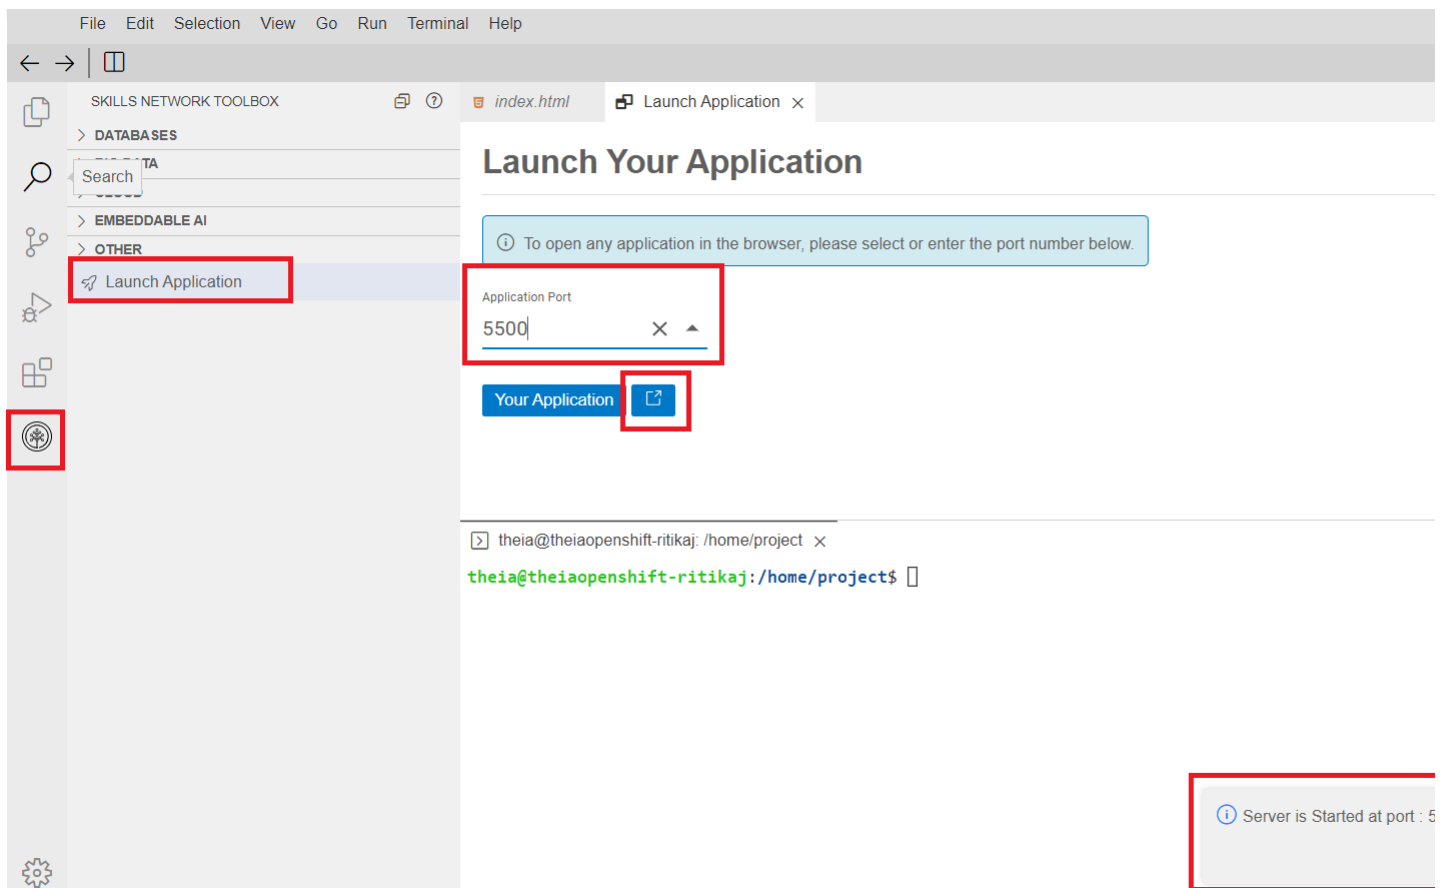 File Edit Selection View Go Run Terminal Help
SKILLS NETWORK TOOLBOX
DATABASES
TA
Search
EMBEDDABLE AI
OTHER
Launch Application
index.html
Launch Application
Launch Your Application
To open any application in the browser, please select or enter the port number below.
Application Port
5500
Your Application
theia@theiaopenshift-ritikaj: /home/project
theia@theiaopenshift-ritikaj:/home/project$
Server is Started at port : 5